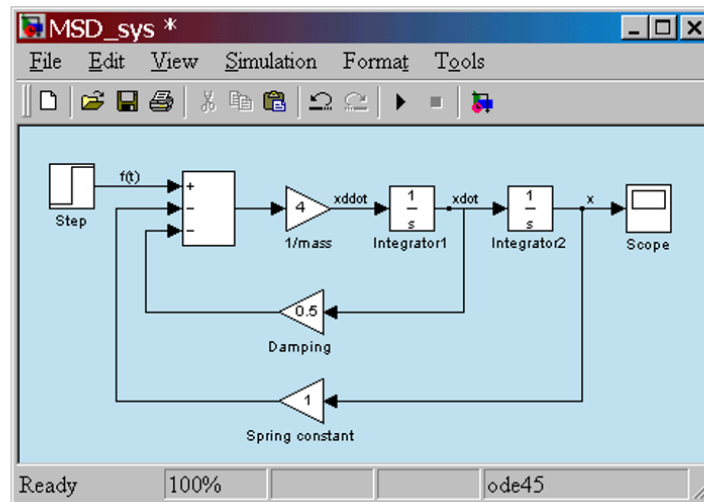 MSD_sys *
File Edit View Simulation Format Tools
f(t)
Step
+
−
−
4
1/mass
xddot
1
s
Integrator1
xdot
1
s
Integrator2
x
Scope
0.5
Damping
1
Spring constant
Ready 100% ode45